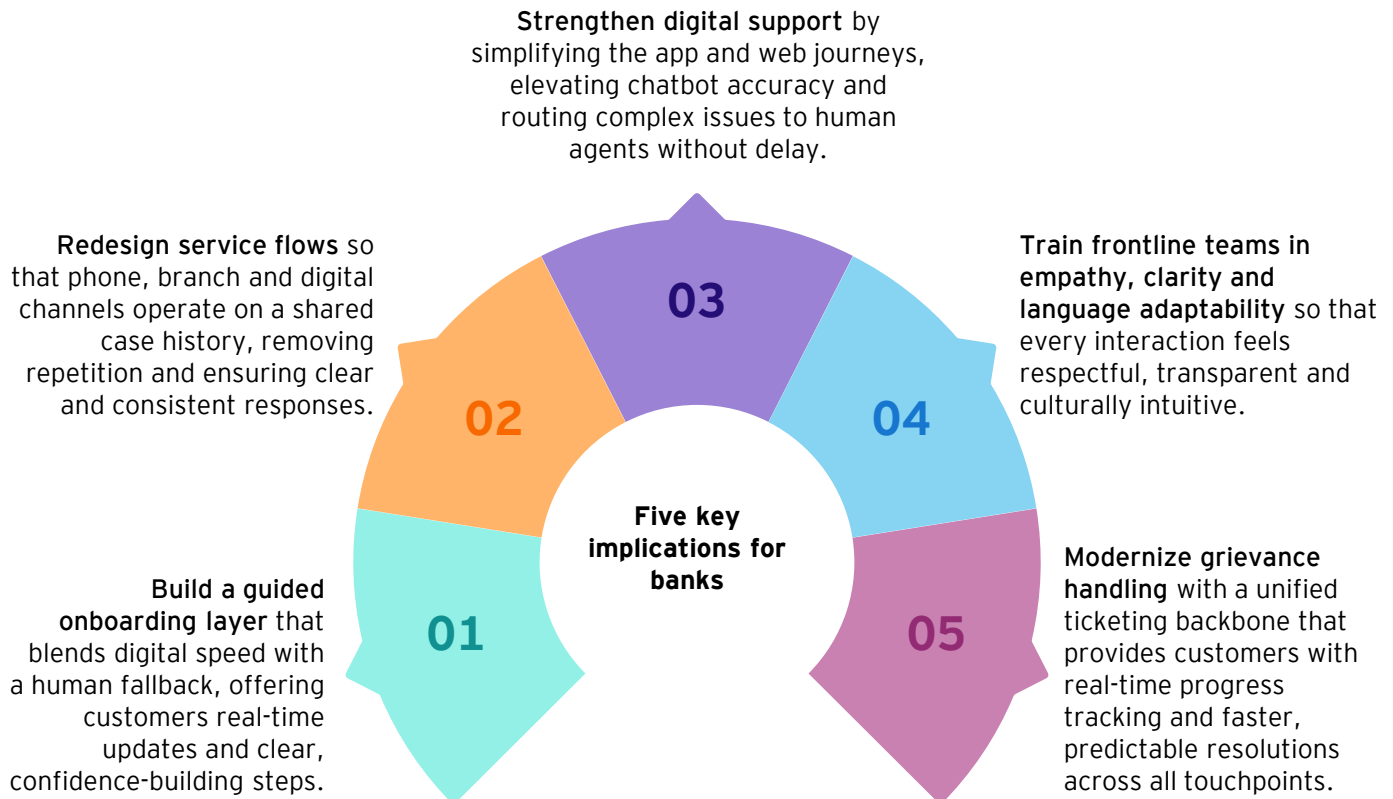 Strengthen digital support by
simplifying the app and web journeys,
elevating chatbot accuracy and
routing complex issues to human
agents without delay.
Redesign service flows so
that phone, branch and digital
channels operate on a shared
case history, removing
repetition and ensuring clear
and consistent responses.
Train frontline teams in
empathy, clarity and
language adaptability so that
every interaction feels
respectful, transparent and
culturally intuitive.
03
02
04
Five key
implications for
banks
Build a guided
onboarding layer that
blends digital speed with
a human fallback, offering
customers real-time
updates and clear,
confidence-building steps.
01
05
Modernize grievance
handling with a unified
ticketing backbone that
provides customers with
real-time progress
tracking and faster,
predictable resolutions
across all touchpoints.